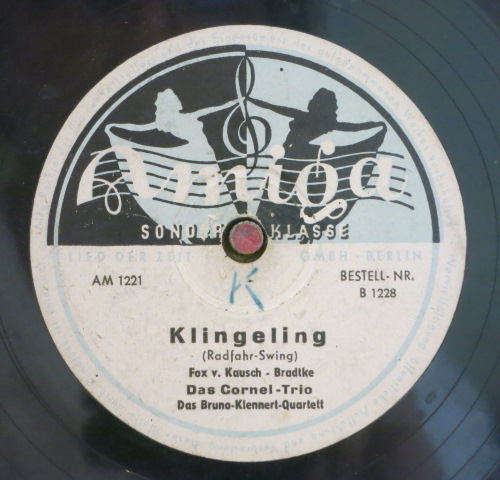 Amiga
SONDER KLASSE
LIED DER ZEIT GMBH · BERLIN
AM 1221
BESTELL- NR.
B 1228
K
Klingeling
(Radfahr-Swing)
Fox v. Kausch - Bradtke
Das Cornel-Trio
Das Bruno-Klennert-Quartett